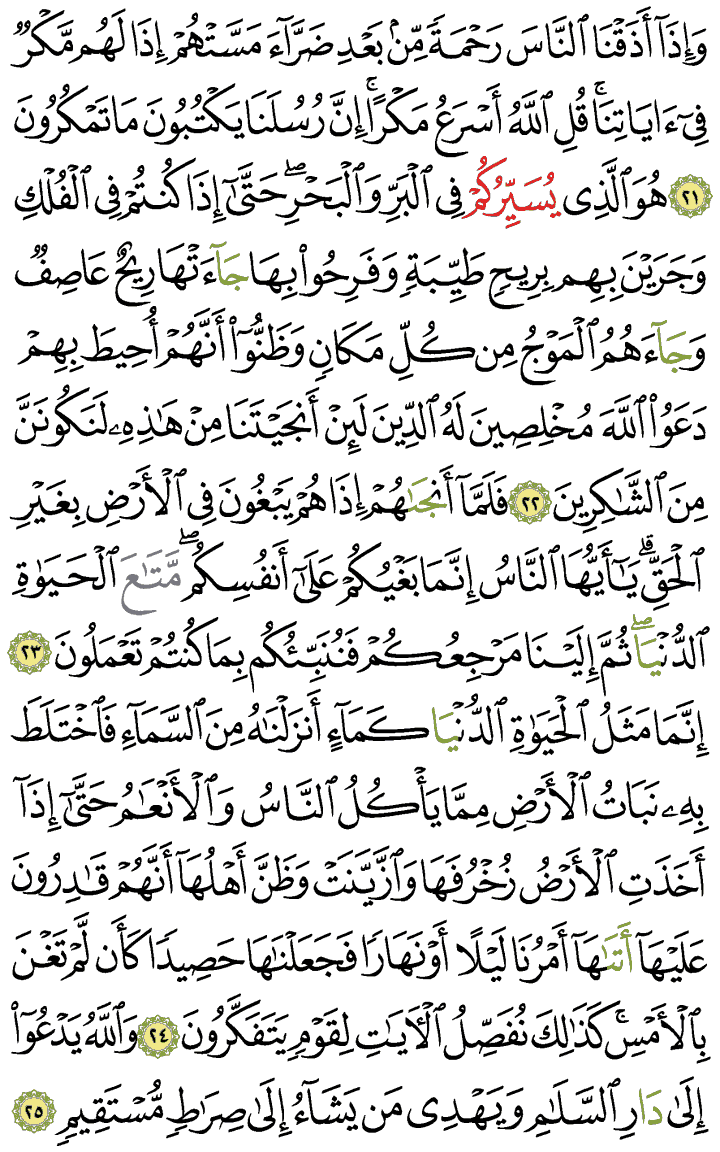 وَإِذَآ أَذَقْنَا ٱلنَّاسَ رَحْمَةً مِّنۢ بَعْدِ ضَرَّآءَ مَسَّتْهُمْ إِذَا لَهُم مَّكْرٌ
فِىٓ ءَايَاتِنَا ۚ قُلِ ٱللَّهُ أَسْرَعُ مَكْرًا ۚ إِنَّ رُسُلَنَا يَكْتُبُونَ مَا تَمْكُرُونَ
٢١ هُوَ ٱلَّذِى يُسَيِّرُكُمْ فِى ٱلْبَرِّ وَٱلْبَحْرِ ۖ حَتَّىٰٓ إِذَا كُنتُمْ فِى ٱلْفُلْكِ
وَجَرَيْنَ بِهِم بِرِيحٍ طَيِّبَةٍ وَفَرِحُوا۟ بِهَا جَآءَتْهَا رِيحٌ عَاصِفٌ
وَجَآءَهُمُ ٱلْمَوْجُ مِن كُلِّ مَكَانٍ وَظَنُّوٓا۟ أَنَّهُمْ أُحِيطَ بِهِمْ
دَعَوُا۟ ٱللَّهَ مُخْلِصِينَ لَهُ ٱلدِّينَ لَئِنْ أَنجَيْتَنَا مِنْ هَٰذِهِۦ لَنَكُونَنَّ
مِنَ ٱلشَّٰكِرِينَ ٢٢ فَلَمَّآ أَنجَىٰهُمْ إِذَا هُمْ يَبْغُونَ فِى ٱلْأَرْضِ بِغَيْرِ
ٱلْحَقِّ ۗ يَٰٓأَيُّهَا ٱلنَّاسُ إِنَّمَا بَغْيُكُمْ عَلَىٰٓ أَنفُسِكُم ۖ مَّتَٰعَ ٱلْحَيَوٰةِ
ٱلدُّنْيَا ۖ ثُمَّ إِلَيْنَا مَرْجِعُكُمْ فَنُنَبِّئُكُم بِمَا كُنتُمْ تَعْمَلُونَ ٢٣
إِنَّمَا مَثَلُ ٱلْحَيَوٰةِ ٱلدُّنْيَا كَمَآءٍ أَنزَلْنَٰهُ مِنَ ٱلسَّمَآءِ فَٱخْتَلَطَ
بِهِۦ نَبَاتُ ٱلْأَرْضِ مِمَّا يَأْكُلُ ٱلنَّاسُ وَٱلْأَنْعَٰمُ حَتَّىٰٓ إِذَآ
أَخَذَتِ ٱلْأَرْضُ زُخْرُفَهَا وَٱزَّيَّنَتْ وَظَنَّ أَهْلُهَآ أَنَّهُمْ قَٰدِرُونَ
عَلَيْهَآ أَتَىٰهَآ أَمْرُنَا لَيْلًا أَوْ نَهَارًا فَجَعَلْنَٰهَا حَصِيدًا كَأَن لَّمْ تَغْنَ
بِٱلْأَمْسِ ۚ كَذَٰلِكَ نُفَصِّلُ ٱلْءَايَٰتِ لِقَوْمٍ يَتَفَكَّرُونَ ٢٤ وَٱللَّهُ يَدْعُوٓا۟
إِلَىٰ دَارِ ٱلسَّلَٰمِ وَيَهْدِى مَن يَشَآءُ إِلَىٰ صِرَٰطٍ مُّسْتَقِيمٍ ٢٥